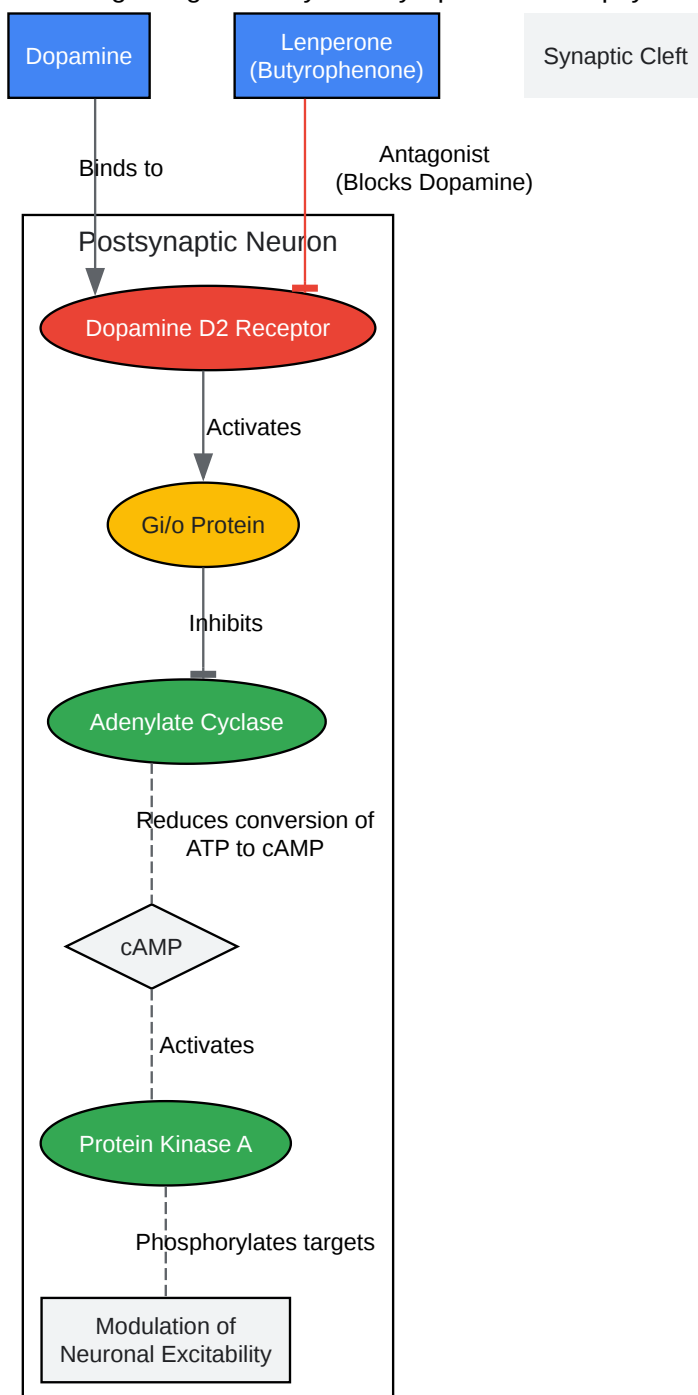 Dopamine
Lenperone
(Butyrophenone)
Synaptic Cleft
Binds to
Antagonist
(Blocks Dopamine)
Postsynaptic Neuron
Dopamine D2 Receptor
Activates
Gi/o Protein
Inhibits
Adenylate Cyclase
Reduces conversion of
ATP to cAMP
cAMP
Activates
Protein Kinase A
Phosphorylates targets
Modulation of
Neuronal Excitability